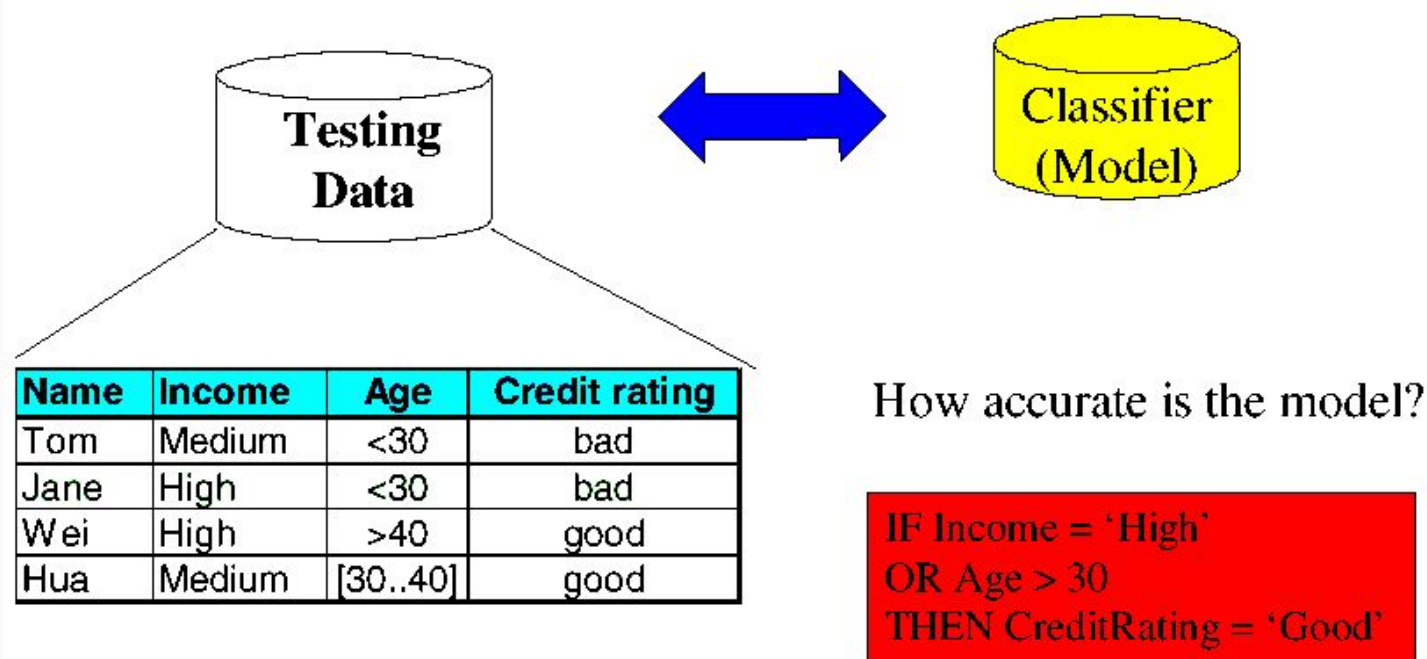 Testing
Data
Classifier
(Model)
Name Income Age Credit rating
Tom Medium <30 bad
Jane High <30 bad
Wei High >40 good
Hua Medium [30..40] good
How accurate is the model?
IF Income = ‘High’
OR Age > 30
THEN CreditRating = ‘Good’